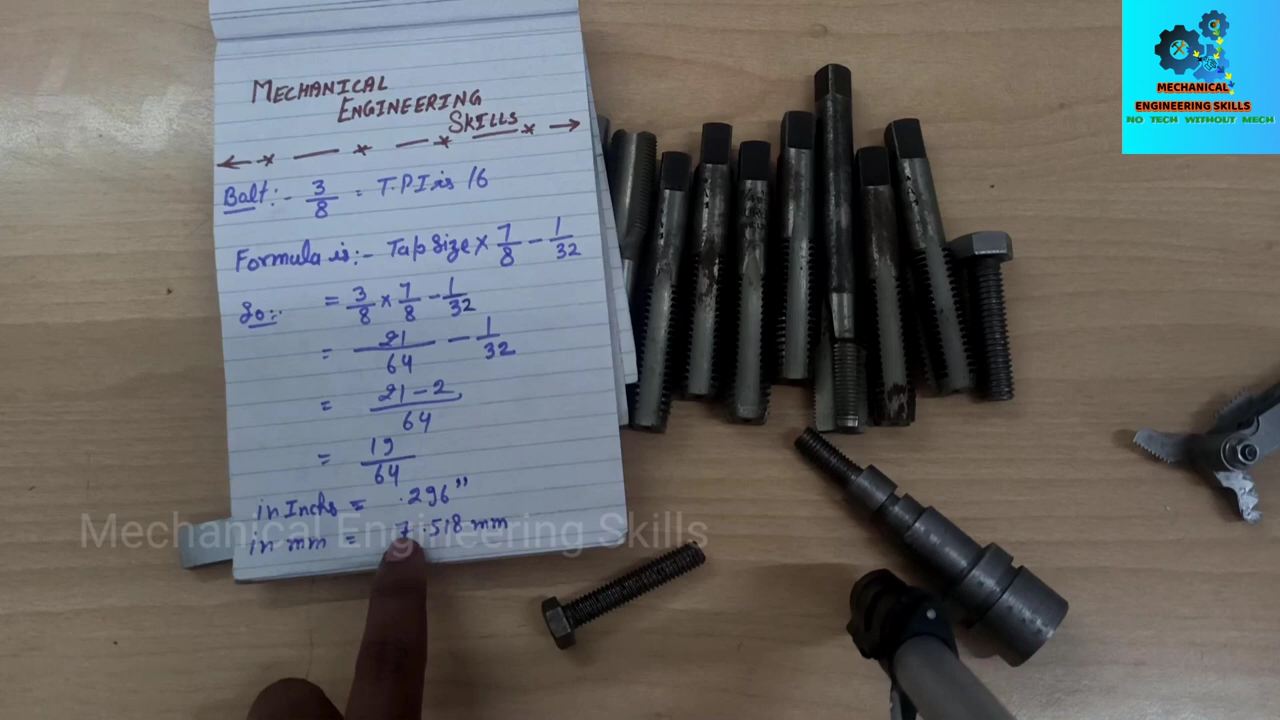 MECHANICAL
ENGINEERING
SKILLS
Bolt:- 3/8 = T.P.I is 16
Formula is:- Tap Size × 7/8 - 1/32
So:- = 3/8 × 7/8 - 1/32
= 21/64 - 1/32
= 21-2/64
= 19/64
in Inchs = .296"
in mm = 7.518 mm
Mechanical Engineering Skills
MECHANICAL
ENGINEERING SKILLS
NO TECH WITHOUT MECH